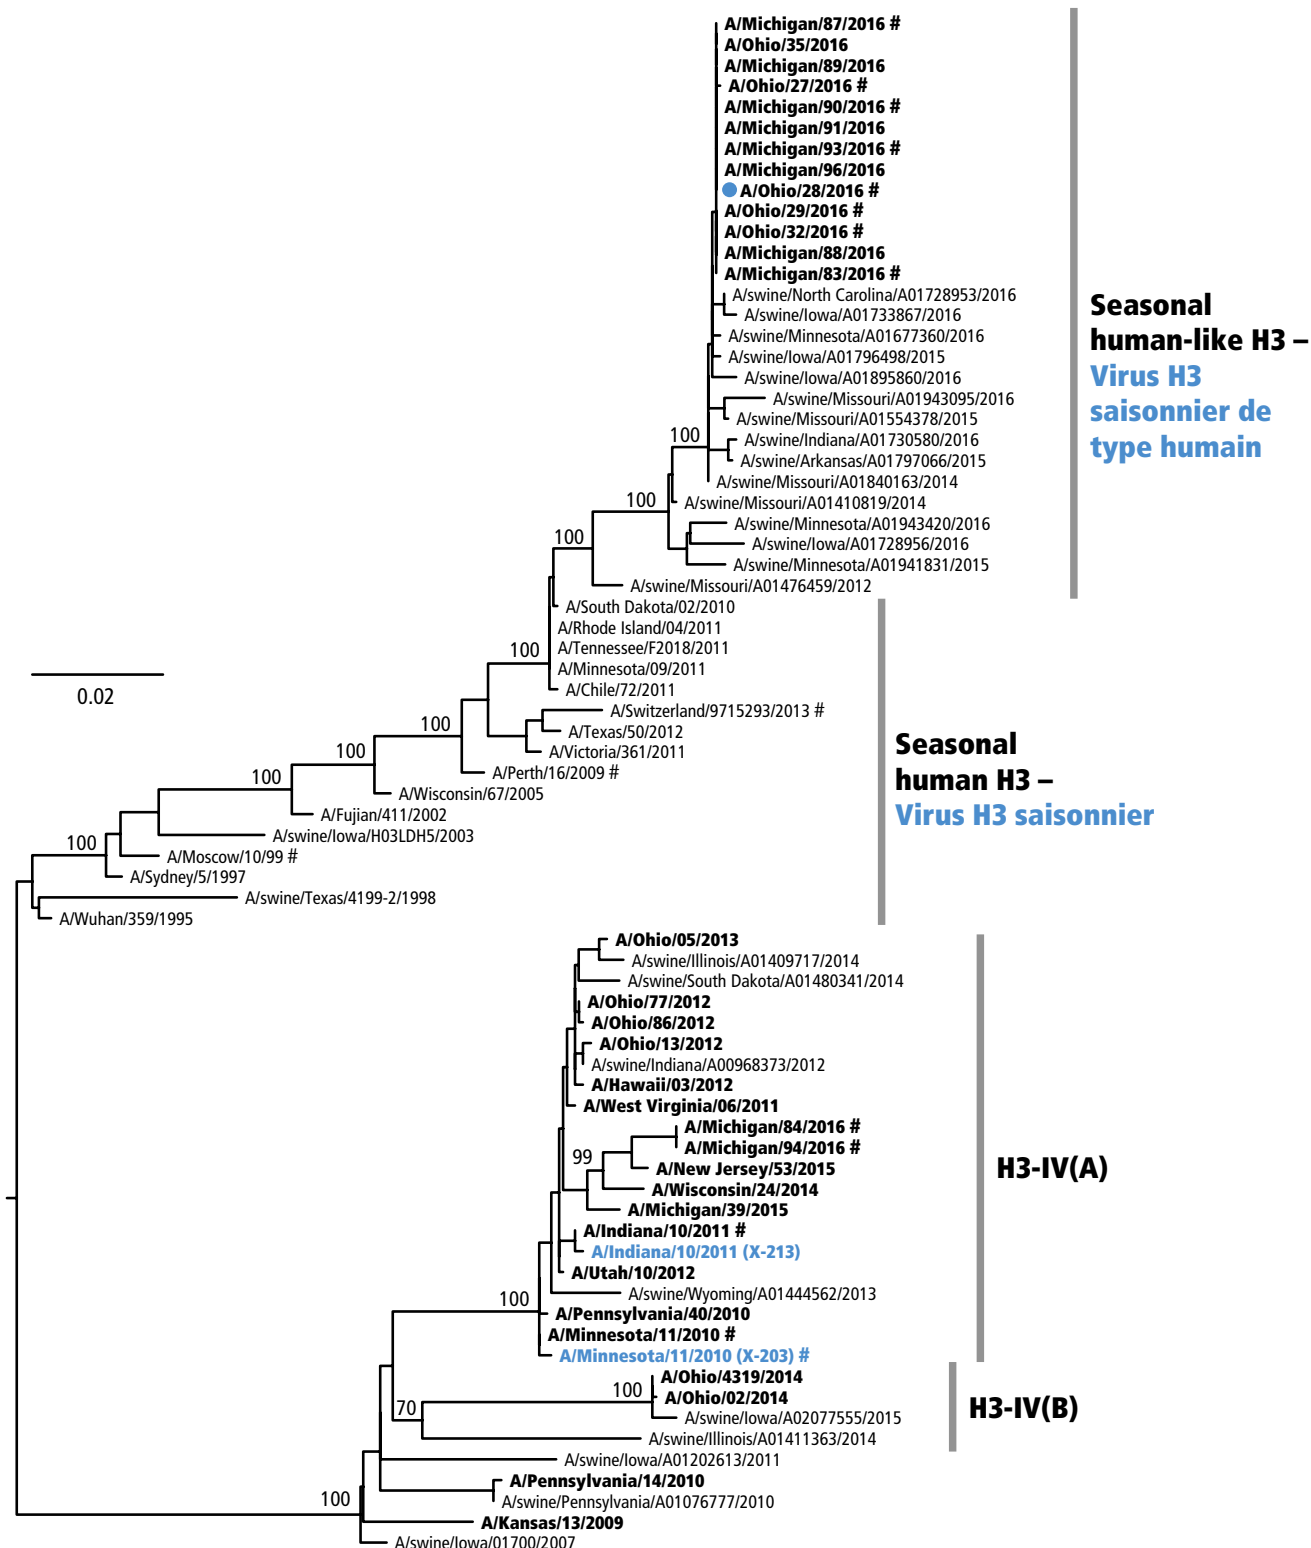 A/Michigan/87/2016 #
A/Ohio/35/2016
A/Michigan/89/2016
A/Ohio/27/2016 #
A/Michigan/90/2016 #
A/Michigan/91/2016
A/Michigan/93/2016 #
A/Michigan/96/2016
A/Ohio/28/2016 #
A/Ohio/29/2016 #
A/Ohio/32/2016 #
A/Michigan/88/2016
A/Michigan/83/2016 #
A/swine/North Carolina/A01728953/2016
A/swine/Iowa/A01733867/2016
A/swine/Minnesota/A01677360/2016
A/swine/Iowa/A01796498/2015
A/swine/Iowa/A01895860/2016
A/swine/Missouri/A01943095/2016
A/swine/Missouri/A01554378/2015
100
A/swine/Indiana/A01730580/2016
A/swine/Arkansas/A01797066/2015
A/swine/Missouri/A01840163/2014
100
A/swine/Missouri/A01410819/2014
A/swine/Minnesota/A01943420/2016
100
A/swine/Iowa/A01728956/2016
A/swine/Minnesota/A01941831/2015
A/swine/Missouri/A01476459/2012
Seasonal
human-like H3 –
Virus H3
saisonnier de
type humain
A/South Dakota/02/2010
A/Rhode Island/04/2011
100
A/Tennessee/F2018/2011
A/Minnesota/09/2011
A/Chile/72/2011
0.02
A/Switzerland/9715293/2013 #
100
A/Texas/50/2012
A/Victoria/361/2011
100
A/Perth/16/2009 #
100
A/Wisconsin/67/2005
A/Fujian/411/2002
A/swine/Iowa/H03LDH5/2003
100
A/Moscow/10/99 #
A/Sydney/5/1997
A/swine/Texas/4199-2/1998
A/Wuhan/359/1995
Seasonal
human H3 –
Virus H3 saisonnier
A/Ohio/05/2013
A/swine/Illinois/A01409717/2014
A/swine/South Dakota/A01480341/2014
A/Ohio/77/2012
A/Ohio/86/2012
A/Ohio/13/2012
A/swine/Indiana/A00968373/2012
A/Hawaii/03/2012
A/West Virginia/06/2011
A/Michigan/84/2016 #
A/Michigan/94/2016 #
99
A/New Jersey/53/2015
A/Wisconsin/24/2014
A/Michigan/39/2015
A/Indiana/10/2011 #
A/Indiana/10/2011 (X-213)
A/Utah/10/2012
A/swine/Wyoming/A01444562/2013
100
A/Pennsylvania/40/2010
A/Minnesota/11/2010 #
A/Minnesota/11/2010 (X-203) #
H3-IV(A)
A/Ohio/4319/2014
100
A/Ohio/02/2014
70
A/swine/Iowa/A02077555/2015
A/swine/Illinois/A01411363/2014
H3-IV(B)
A/swine/Iowa/A01202613/2011
A/Pennsylvania/14/2010
100
A/swine/Pennsylvania/A01076777/2010
A/Kansas/13/2009
A/swine/Iowa/01700/2007